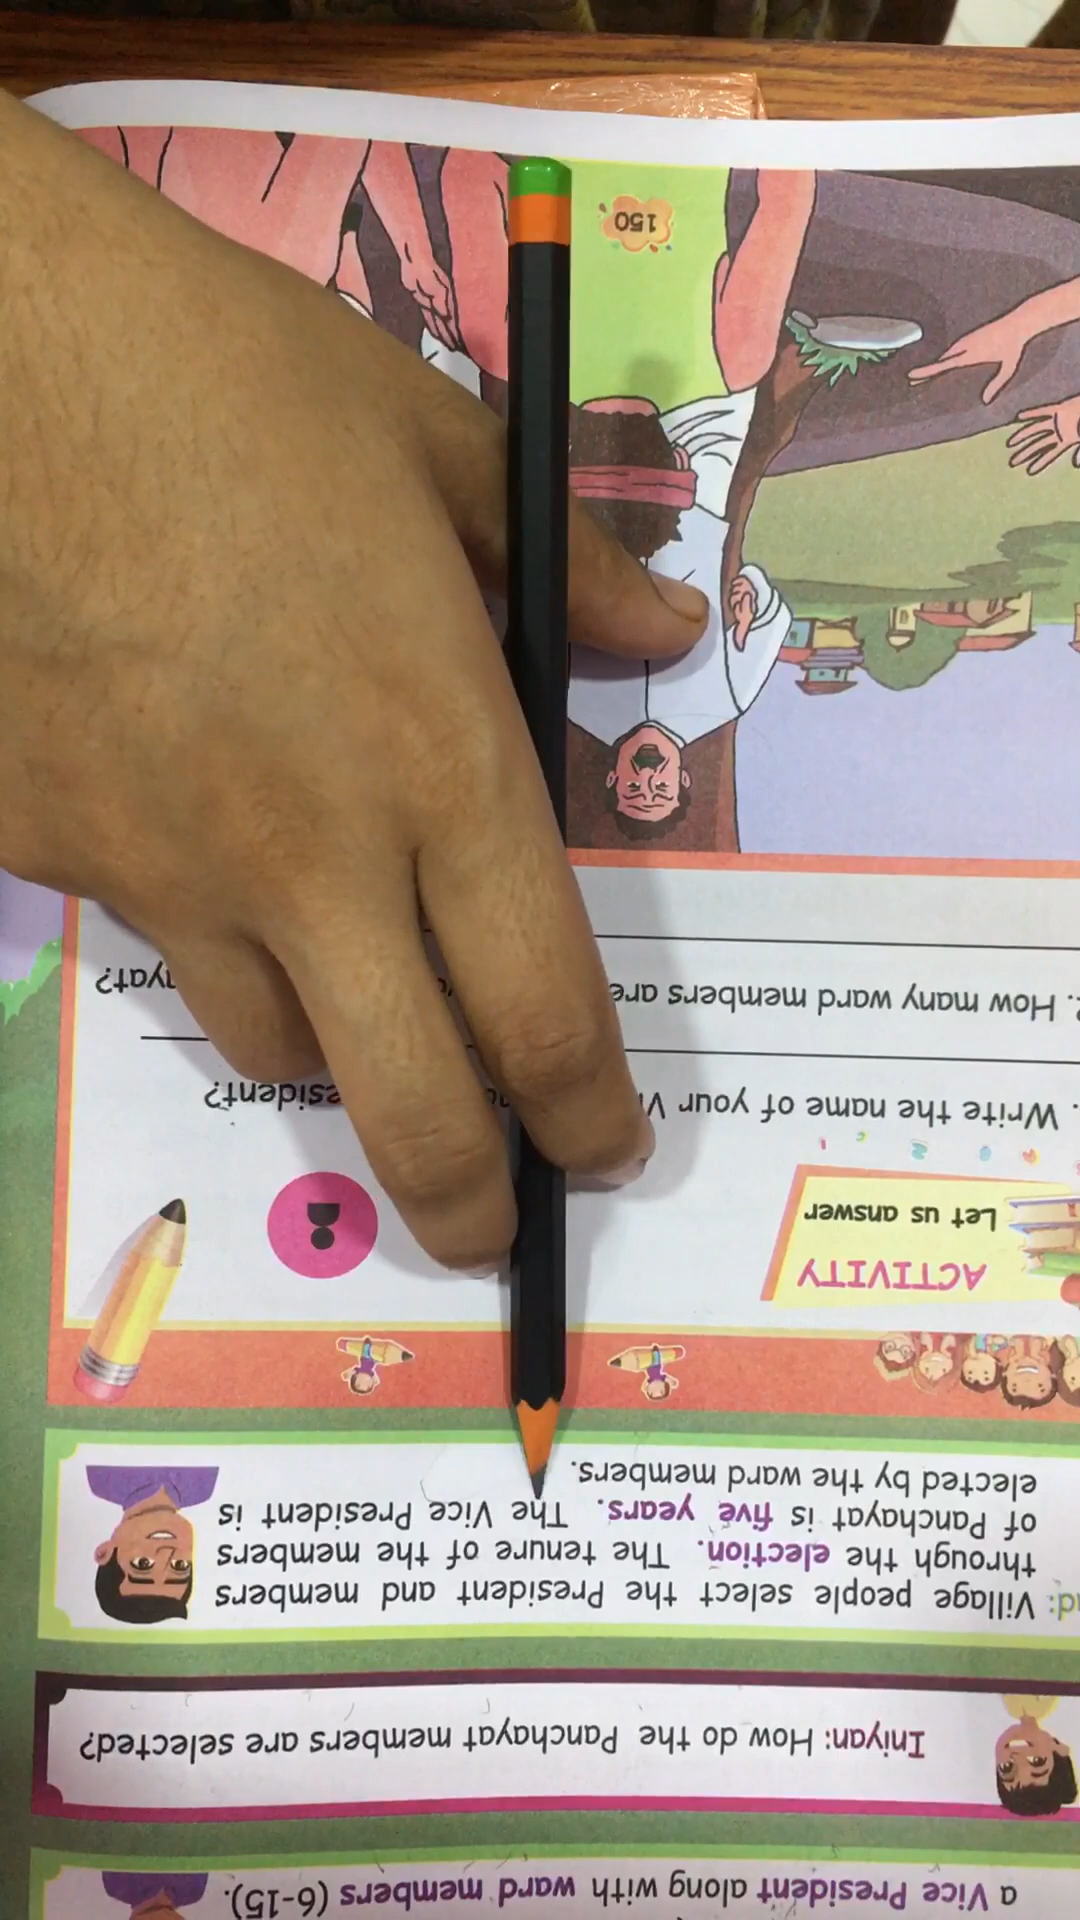 a Vice President along with ward members (6-15).
Iniyan: How do the Panchayat members are selected?
Village people select the President and members
through the election. The tenure of the members
of Panchayat is five years. The Vice President is
elected by the ward members.
ACTIVITY
Let us answer
Write the name of your
How many ward members are
150